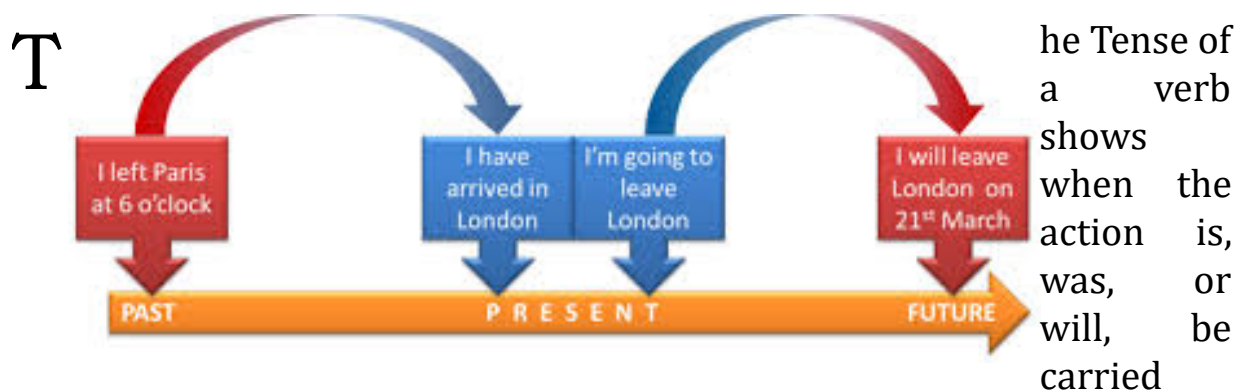 T
he Tense of
a verb
shows
when the
action is,
was, or
will, be
carried
I left Paris
at 6 o'clock
I have
arrived in
London
I'm going to
leave
London
I will leave
London on
21st March
PAST
PRESENT
FUTURE